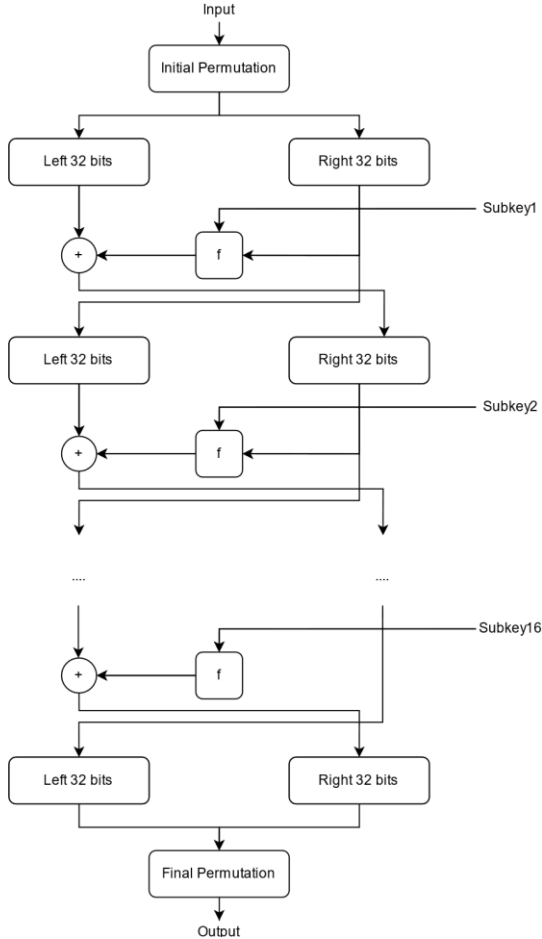 Input
Initial Permutation
Left 32 bits
Right 32 bits
Subkey1
+
f
Left 32 bits
Right 32 bits
Subkey2
+
f
....
....
Subkey16
+
f
Left 32 bits
Right 32 bits
Final Permutation
Output